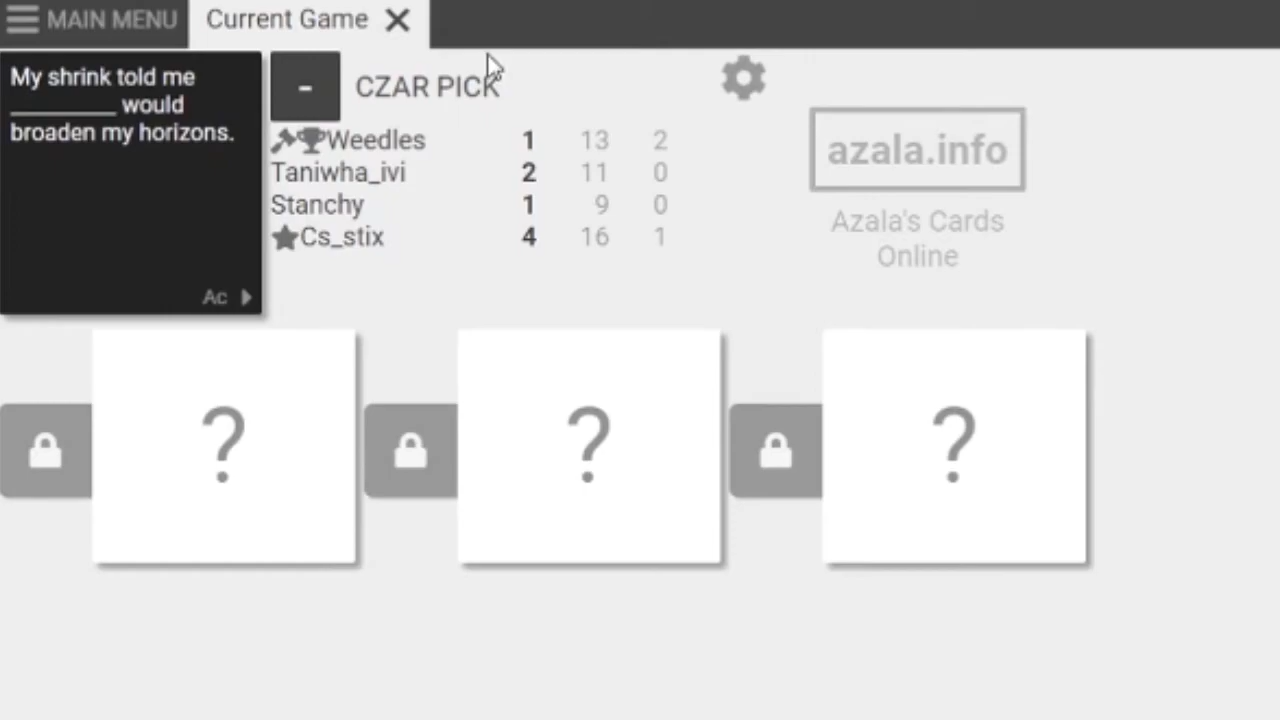 MAIN MENU
Current Game
My shrink told me
________ would
broaden my horizons.
Ac
-
CZAR PICK
Weedles 1 13 2
Taniwha_ivi 2 11 0
Stanchy 1 9 0
Cs_stix 4 16 1
azala.info
Azala's Cards
Online
? ? ?